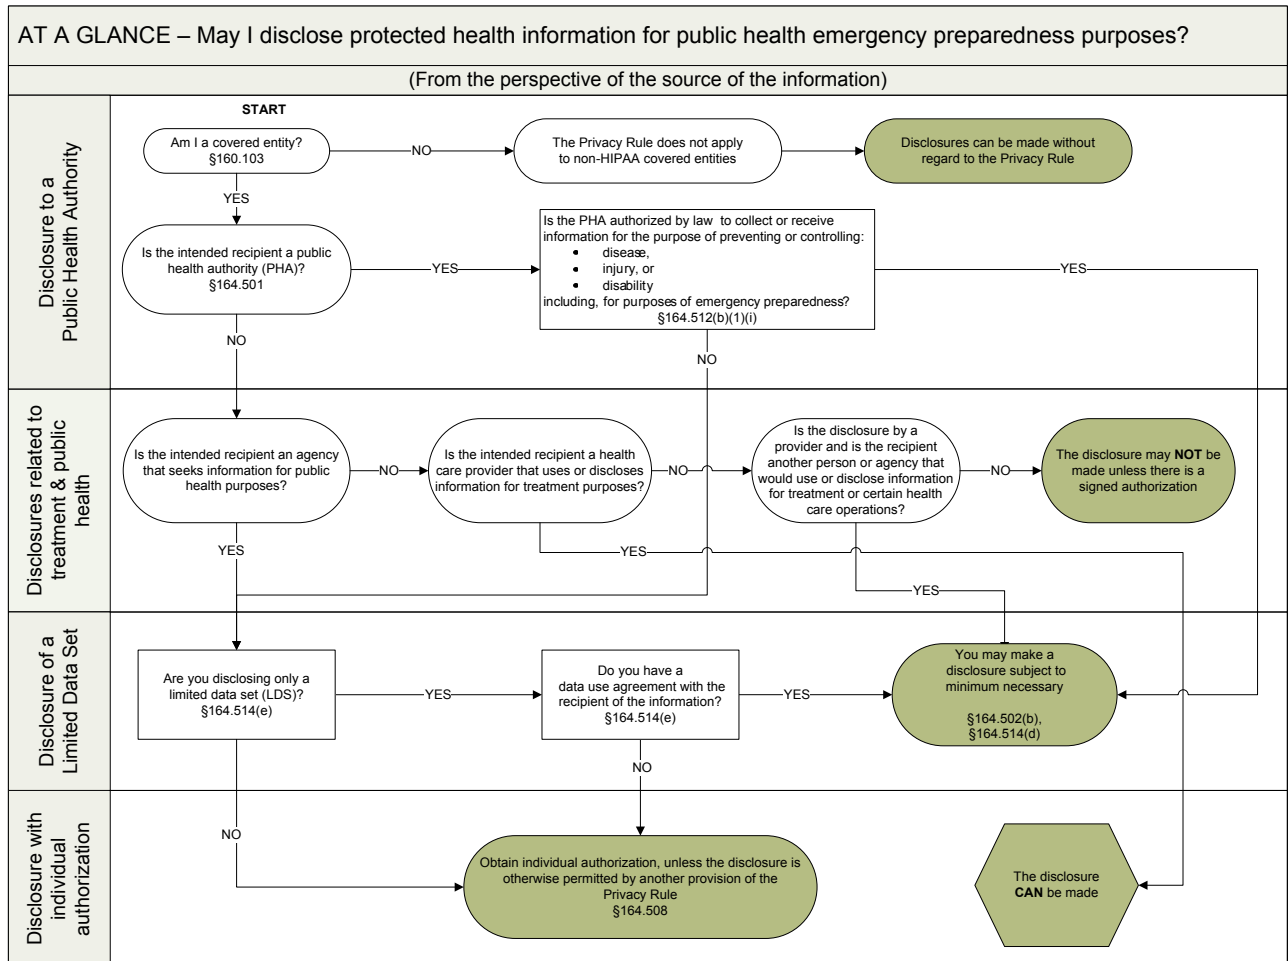 AT A GLANCE – May I disclose protected health information for public health emergency preparedness purposes?
(From the perspective of the source of the information)
Disclosure to a
Public Health Authority
START
Am I a covered entity?
§160.103
NO
The Privacy Rule does not apply
to non-HIPAA covered entities
Disclosures can be made without
regard to the Privacy Rule
YES
Is the intended recipient a public
health authority (PHA)?
§164.501
YES
Is the PHA authorized by law to collect or receive
information for the purpose of preventing or controlling:
• disease,
• injury, or
• disability
including, for purposes of emergency preparedness?
§164.512(b)(1)(i)
YES
NO
NO
Disclosures related to
treatment & public
health
Is the intended recipient an agency
that seeks information for public
health purposes?
NO
Is the intended recipient a health
care provider that uses or discloses
information for treatment purposes?
NO
Is the disclosure by a
provider and is the recipient
another person or agency that
would use or disclose information
for treatment or certain health
care operations?
NO
The disclosure may NOT be
made unless there is a
signed authorization
YES
YES
YES
Disclosure of a
Limited Data Set
Are you disclosing only a
limited data set (LDS)?
§164.514(e)
YES
Do you have a
data use agreement with the
recipient of the information?
§164.514(e)
YES
You may make a
disclosure subject to
minimum necessary
§164.502(b),
§164.514(d)
NO
Disclosure with
individual
authorization
NO
Obtain individual authorization, unless the disclosure is
otherwise permitted by another provision of the
Privacy Rule
§164.508
The disclosure
CAN be made